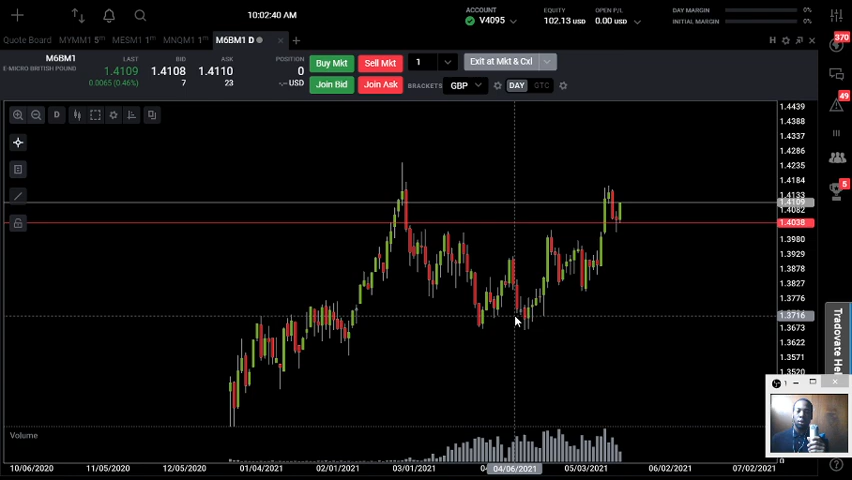 10:02:40 AM
ACCOUNT
V4095
EQUITY
102.13 USD
OPEN P/L
0.00 USD
DAY MARGIN
0%
INITIAL MARGIN
0%
Quote Board
MYMM1 5m
MESM1 1m
MNQM1 1m
M6BM1 D
H
370
M6BM1
E-MICRO BRITISH POUND
LAST
1.4109
0.0065 (0.46%)
BID
1.4108
7
ASK
1.4110
23
POSITION
0
-.-- USD
Buy Mkt
Sell Mkt
1
Exit at Mkt & Cxl
Join Bid
Join Ask
BRACKETS
GBP
DAY
GTC
49
5
D
1.4439
1.4388
1.4337
1.4286
1.4235
1.4184
1.4133
1.4109
1.4082
1.4038
1.3980
1.3929
1.3878
1.3827
1.3776
1.3716
1.3673
1.3622
1.3571
1.3520
Tradovate Hel
1
Volume
0
10/06/2020
11/05/2020
12/05/2020
01/04/2021
02/01/2021
03/01/2021
04/06/2021
05/03/2021
06/02/2021
07/02/2021